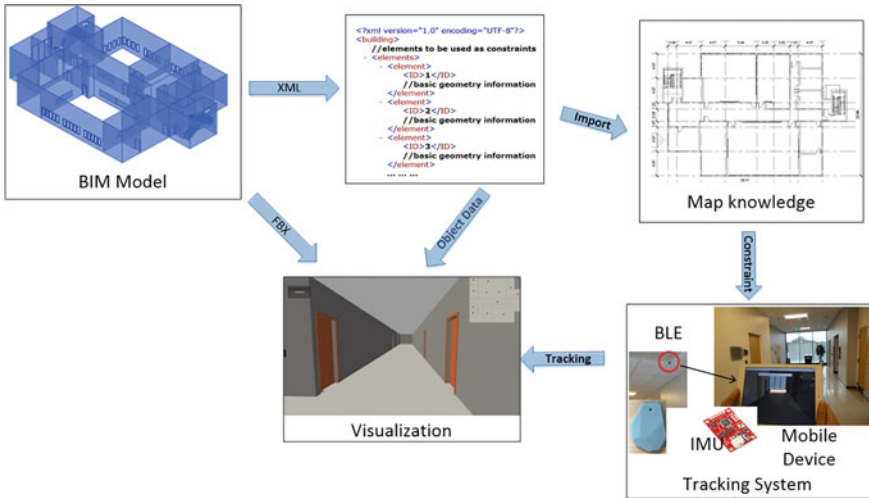 <?xml version="1.0" encoding="UTF-8"?>
<building>
//elements to be used as constraints
- <elements>
- <element>
<ID>1</ID>
//basic geometry information
</element>
- <element>
<ID>2</ID>
//basic geometry information
</element>
- <element>
<ID>3</ID>
//basic geometry information
</element>
... ... ...
BIM Model
XML
Import
Map knowledge
FBX
Object Data
Constraint
Visualization
Tracking
BLE
IMU
Mobile
Device
Tracking System